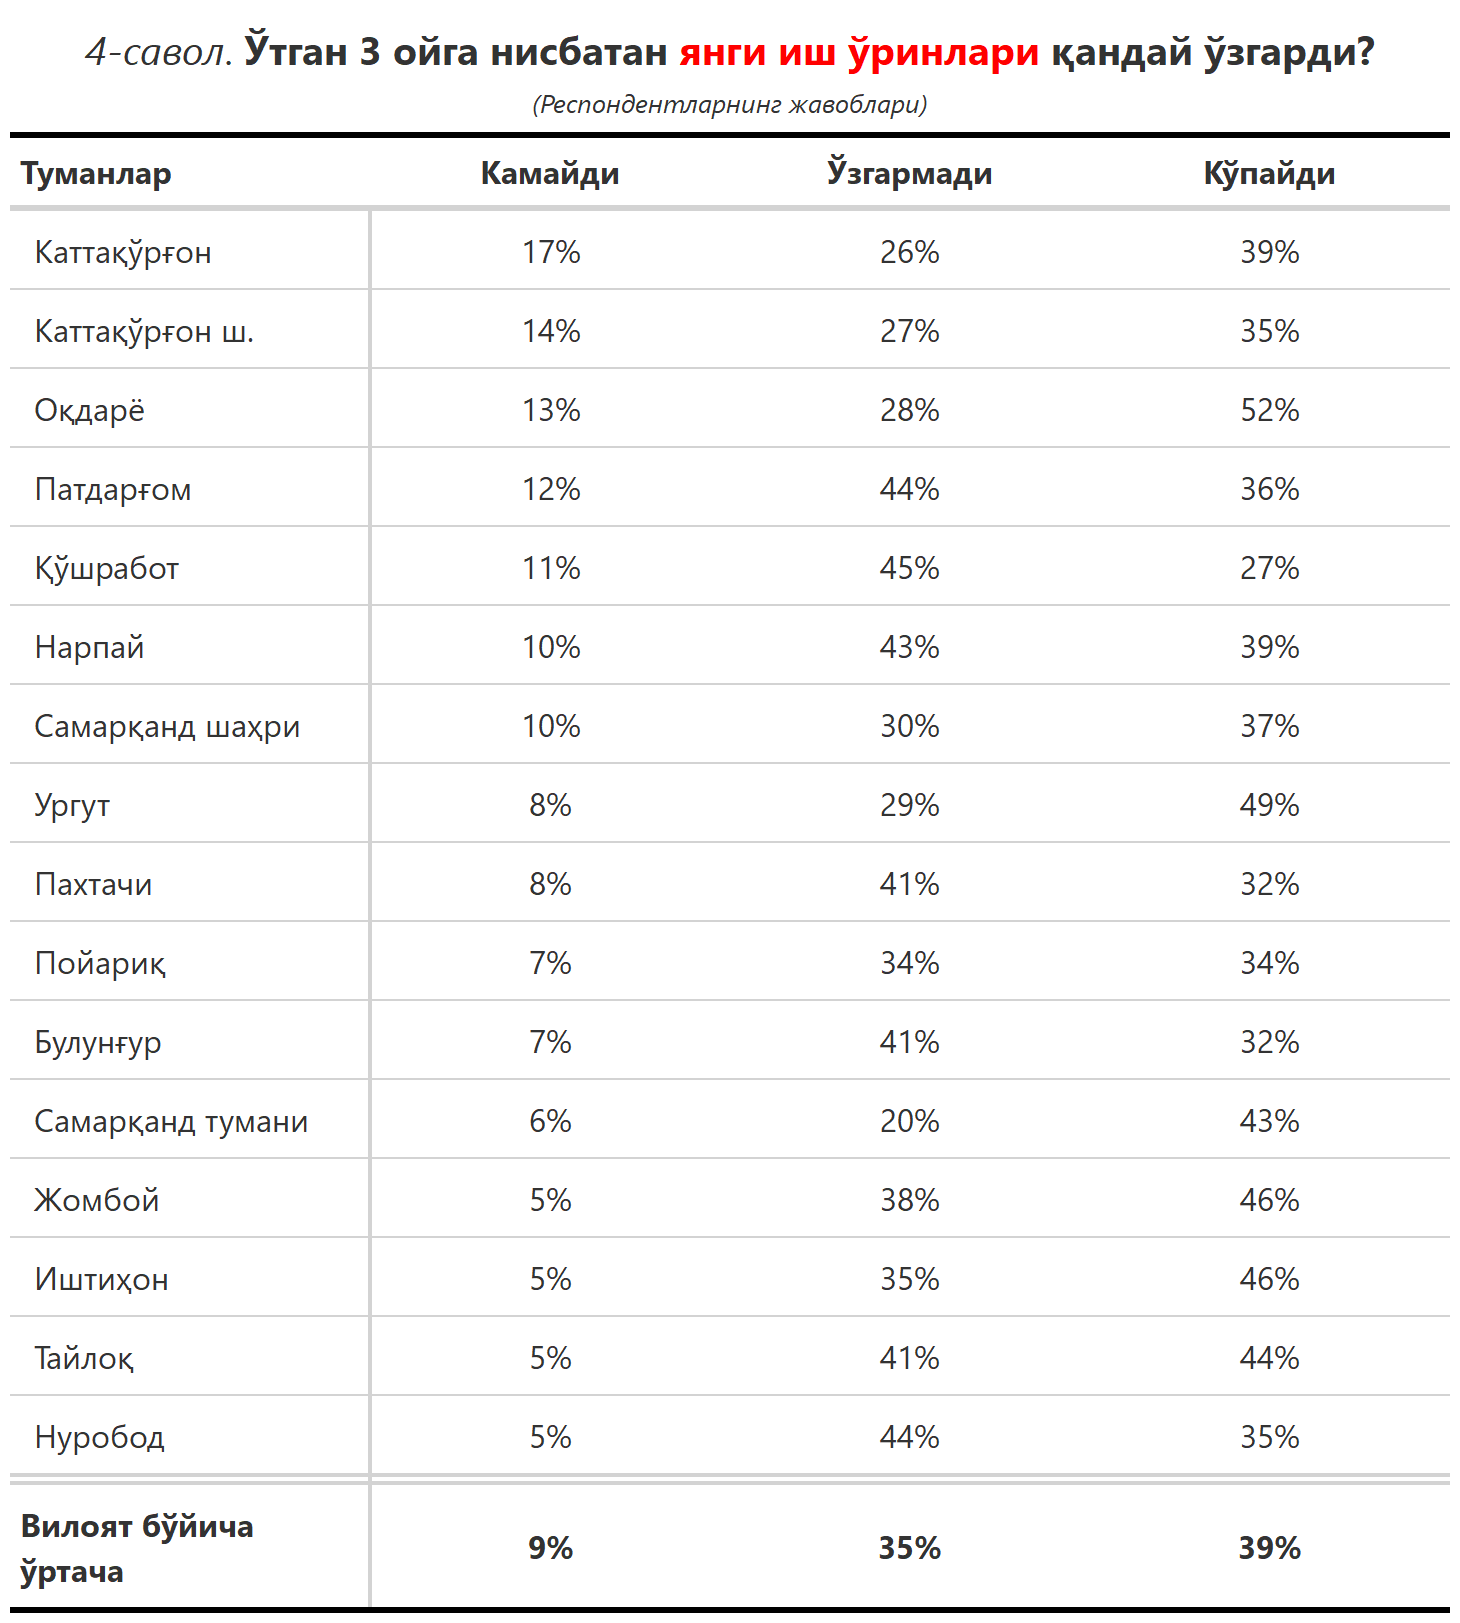 4-савол. Ўтган 3 ойга нисбатан янги иш ўринлари қандай ўзгарди?
(Респондентларнинг жавоблари)
Туманлар Камайди Ўзгармади Кўпайди
Каттақўрғон 17% 26% 39%
Каттақўрғон ш. 14% 27% 35%
Оқдарё 13% 28% 52%
Патдарғом 12% 44% 36%
Қўшработ 11% 45% 27%
Нарпай 10% 43% 39%
Самарқанд шаҳри 10% 30% 37%
Ургут 8% 29% 49%
Пахтачи 8% 41% 32%
Пойариқ 7% 34% 34%
Булунғур 7% 41% 32%
Самарқанд тумани 6% 20% 43%
Жомбой 5% 38% 46%
Иштиҳон 5% 35% 46%
Тайлоқ 5% 41% 44%
Нуробод 5% 44% 35%
Вилоят бўйича
ўртача 9% 35% 39%